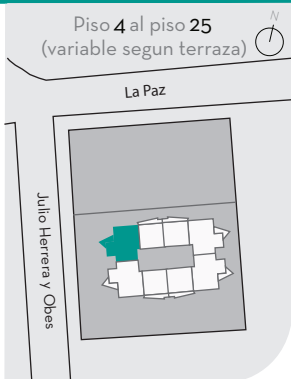 Piso 4 al piso 25
(variable segun terraza)
N
La Paz
Julio Herrera y Obes